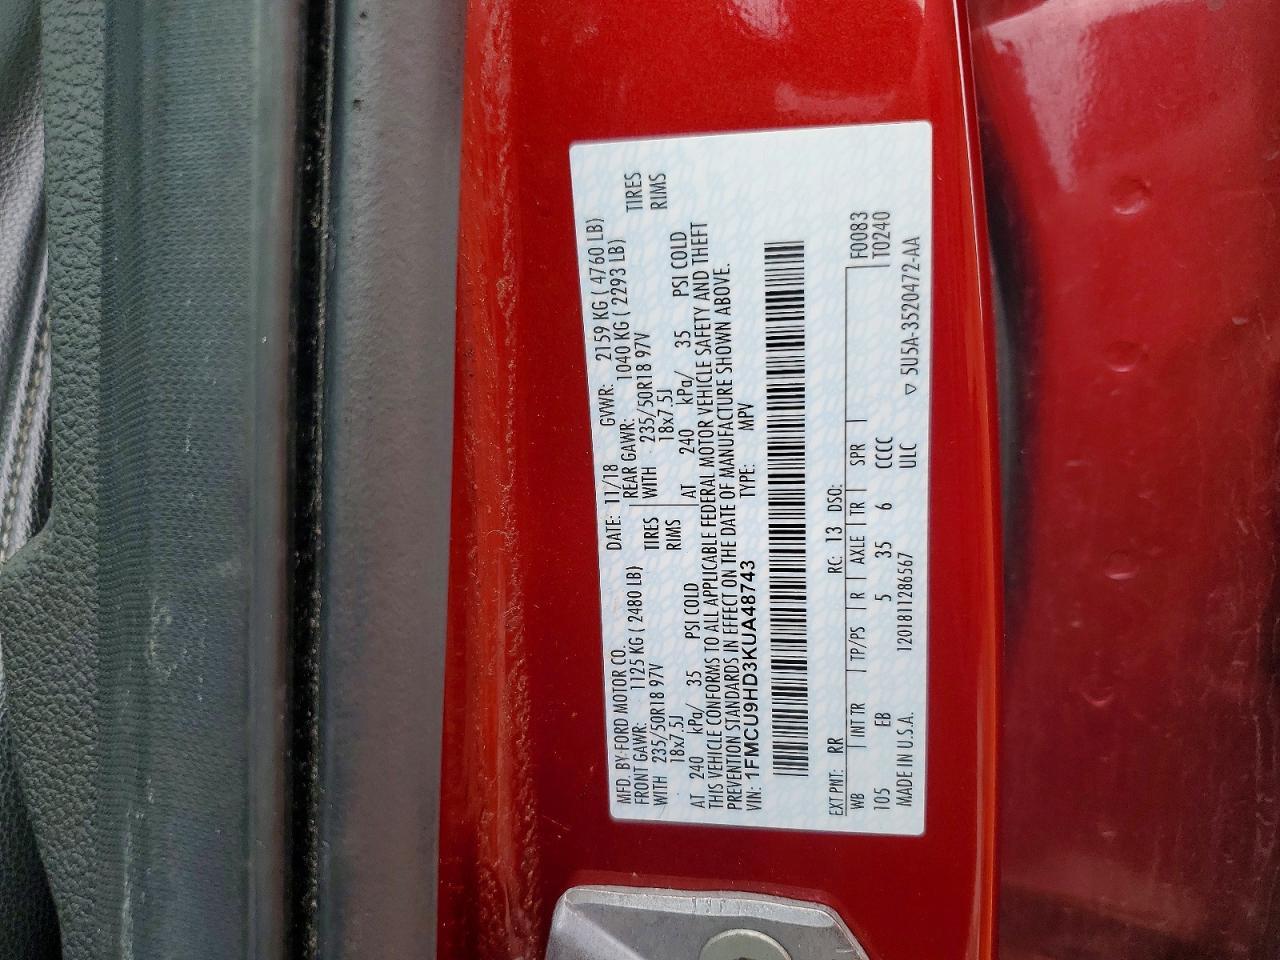 MFD. BY FORD MOTOR CO.
DATE: 11/18 GVWR: 2159 KG ( 4760 LB)
FRONT GAWR: 1125 KG ( 2480 LB)
REAR GAWR: 1040 KG ( 2293 LB)
WITH 235/50R18 97V TIRES
WITH 235/50R18 97V TIRES
18x7.5J RIMS
18x7.5J RIMS
AT 240 kPa/ 35 PSI COLD
AT 240 kPa/ 35 PSI COLD
THIS VEHICLE CONFORMS TO ALL APPLICABLE FEDERAL MOTOR VEHICLE SAFETY AND THEFT
PREVENTION STANDARDS IN EFFECT ON THE DATE OF MANUFACTURE SHOWN ABOVE.
VIN: 1FMCU9HD3KUA48743 TYPE: MPV
EXT PNT: RR RC: 13 DSO: F0083
WB INT TR TP/PS R AXLE TR SPR T0240
105 EB 5 35 6 CCCC
MADE IN U.S.A. 1201811286567 ULC 5U5A-3520472-AA